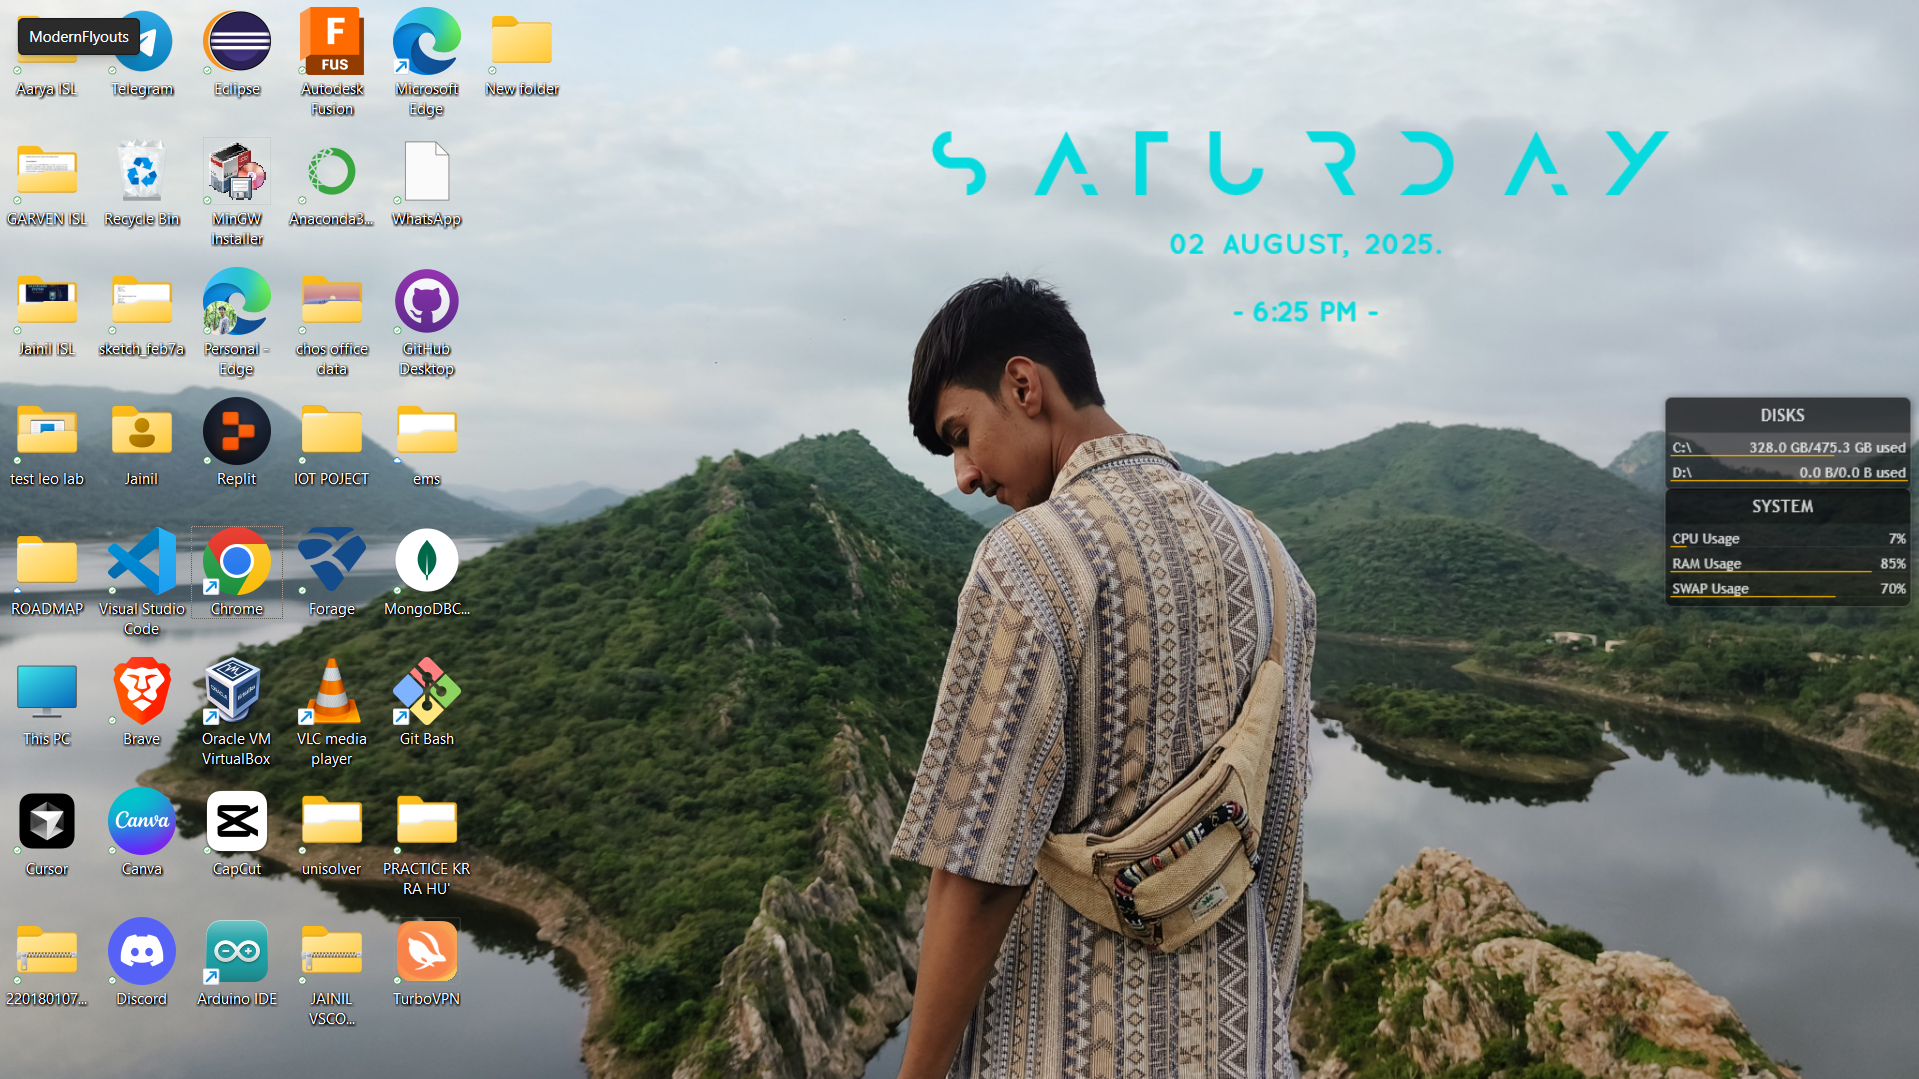 ModernFlyouts
Aarya ISL
Telegram
Eclipse
FUS
Autodesk
Fusion
Microsoft
Edge
New folder
SATURDAY
02 AUGUST, 2025.
- 6:25 PM -
GARVEN ISL
Recycle Bin
MinGW
Installer
Anaconda3...
WhatsApp
Jainil ISL
sketch_feb7a
Personal -
Edge
chos office
data
GitHub
Desktop
test leo lab
Jainil
Replit
IOT POJECT
ems
DISKS
C:\ 328.0 GB/475.3 GB used
D:\ 0.0 B/0.0 B used
SYSTEM
CPU Usage 7%
RAM Usage 85%
SWAP Usage 70%
ROADMAP
Visual Studio
Code
Chrome
Forage
MongoDBC...
This PC
Brave
Oracle VM
VirtualBox
VLC media
player
Git Bash
Canva
Cursor
Canva
CapCut
unisolver
PRACTICE KR
RA HU'
220180107...
Discord
Arduino IDE
JAINIL
VSCO...
TurboVPN